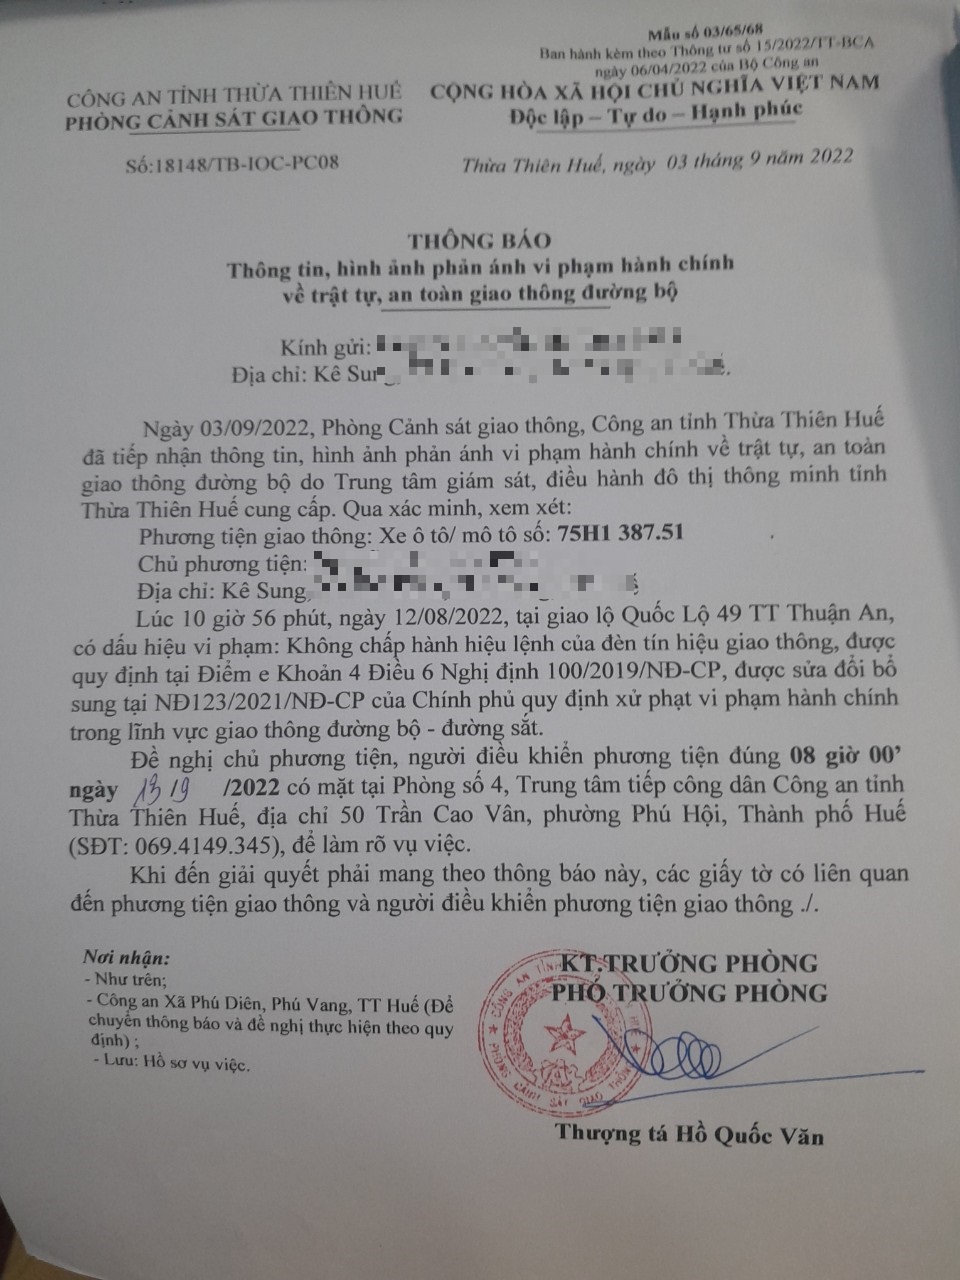 Mẫu số 03/65/68
Ban hành kèm theo Thông tư số 15/2022/TT-BCA
ngày 06/04/2022 của Bộ Công an
CÔNG AN TỈNH THỪA THIÊN HUẾ
PHÒNG CẢNH SÁT GIAO THÔNG
CỘNG HÒA XÃ HỘI CHỦ NGHĨA VIỆT NAM
Độc lập – Tự do – Hạnh phúc
Số:18148/TB-IOC-PC08
Thừa Thiên Huế, ngày 03 tháng 9 năm 2022
THÔNG BÁO
Thông tin, hình ảnh phản ánh vi phạm hành chính
về trật tự, an toàn giao thông đường bộ
Kính gửi:
Địa chỉ: Kê Sung
Ngày 03/09/2022, Phòng Cảnh sát giao thông, Công an tỉnh Thừa Thiên Huế
đã tiếp nhận thông tin, hình ảnh phản ánh vi phạm hành chính về trật tự, an toàn
giao thông đường bộ do Trung tâm giám sát, điều hành đô thị thông minh tỉnh
Thừa Thiên Huế cung cấp. Qua xác minh, xem xét:
Phương tiện giao thông: Xe ô tô/ mô tô số: 75H1 387.51
Chủ phương tiện:
Địa chỉ: Kê Sung
Lúc 10 giờ 56 phút, ngày 12/08/2022, tại giao lộ Quốc Lộ 49 TT Thuận An,
có dấu hiệu vi phạm: Không chấp hành hiệu lệnh của đèn tín hiệu giao thông, được
quy định tại Điểm e Khoản 4 Điều 6 Nghị định 100/2019/NĐ-CP, được sửa đổi bổ
sung tại NĐ123/2021/NĐ-CP của Chính phủ quy định xử phạt vi phạm hành chính
trong lĩnh vực giao thông đường bộ - đường sắt.
Đề nghị chủ phương tiện, người điều khiển phương tiện đúng 08 giờ 00’
ngày 13/9 /2022 có mặt tại Phòng số 4, Trung tâm tiếp công dân Công an tỉnh
Thừa Thiên Huế, địa chỉ 50 Trần Cao Vân, phường Phú Hội, Thành phố Huế
(SĐT: 069.4149.345), để làm rõ vụ việc.
Khi đến giải quyết phải mang theo thông báo này, các giấy tờ có liên quan
đến phương tiện giao thông và người điều khiển phương tiện giao thông ./.
Nơi nhận:
- Như trên;
- Công an Xã Phú Diên, Phú Vang, TT Huế (Để
chuyển thông báo và đề nghị thực hiện theo quy
định) ;
- Lưu: Hồ sơ vụ việc.
KT.TRƯỞNG PHÒNG
PHÓ TRƯỞNG PHÒNG
CÔNG AN TỈNH HUẾ
PHÒNG CẢNH SÁT GIAO THÔNG
Thượng tá Hồ Quốc Văn